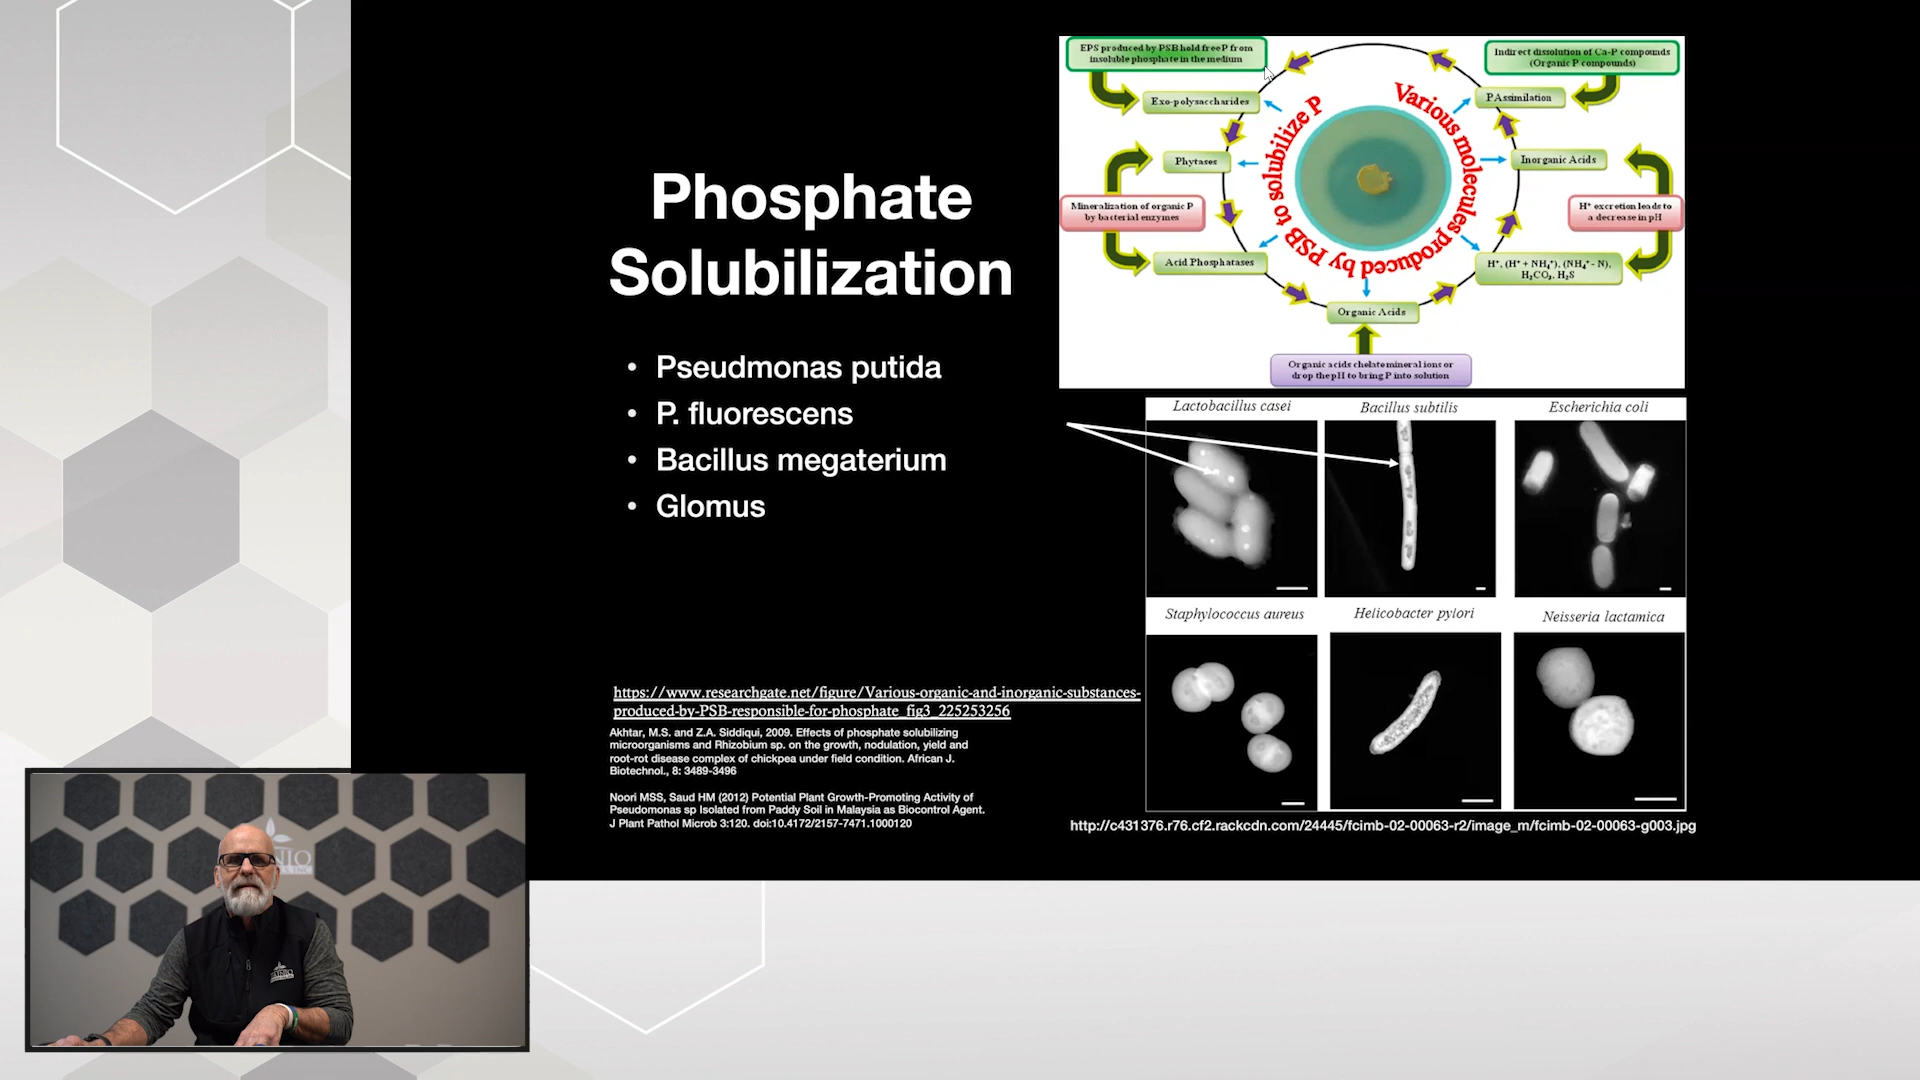 Phosphate
Solubilization
• Pseudmonas putida
• P. fluorescens
• Bacillus megaterium
• Glomus
https://www.researchgate.net/figure/Various-organic-and-inorganic-substances-
produced-by-PSB-responsible-for-phosphate_fig3_225253256
Akhtar, M.S. and Z.A. Siddiqui, 2009. Effects of phosphate solubilizing
microorganisms and Rhizobium sp. on the growth, nodulation, yield and
root-rot disease complex of chickpea under field condition. African J.
Biotechnol., 8: 3489-3496
Noori MSS, Saud HM (2012) Potential Plant Growth-Promoting Activity of
Pseudomonas sp Isolated from Paddy Soil in Malaysia as Biocontrol Agent.
J Plant Pathol Microb 3:120. doi:10.4172/2157-7471.1000120
EPS produced by PSB hold free P from
insoluble phosphate in the medium
Indirect dissolution of Ca-P compounds
(Organic P compounds)
Exo-polysaccharides
P Assimilation
Phytases
Inorganic Acids
Mineralization of organic P
by bacterial enzymes
H⁺ excretion leads to
a decrease in pH
Acid Phosphatases
H⁺, (H⁺ + NH₄⁺), (NH₄⁺- N),
H₂CO₃, H₂S
Organic Acids
Organic acids chelate mineral ions or
drop the pH to bring P into solution
Various molecules produced by PSB to solubilize P
Lactobacillus casei
Bacillus subtilis
Escherichia coli
Staphylococcus aureus
Helicobacter pylori
Neisseria lactamica
http://c431376.r76.cf2.rackcdn.com/24445/fcimb-02-00063-r2/image_m/fcimb-02-00063-g003.jpg